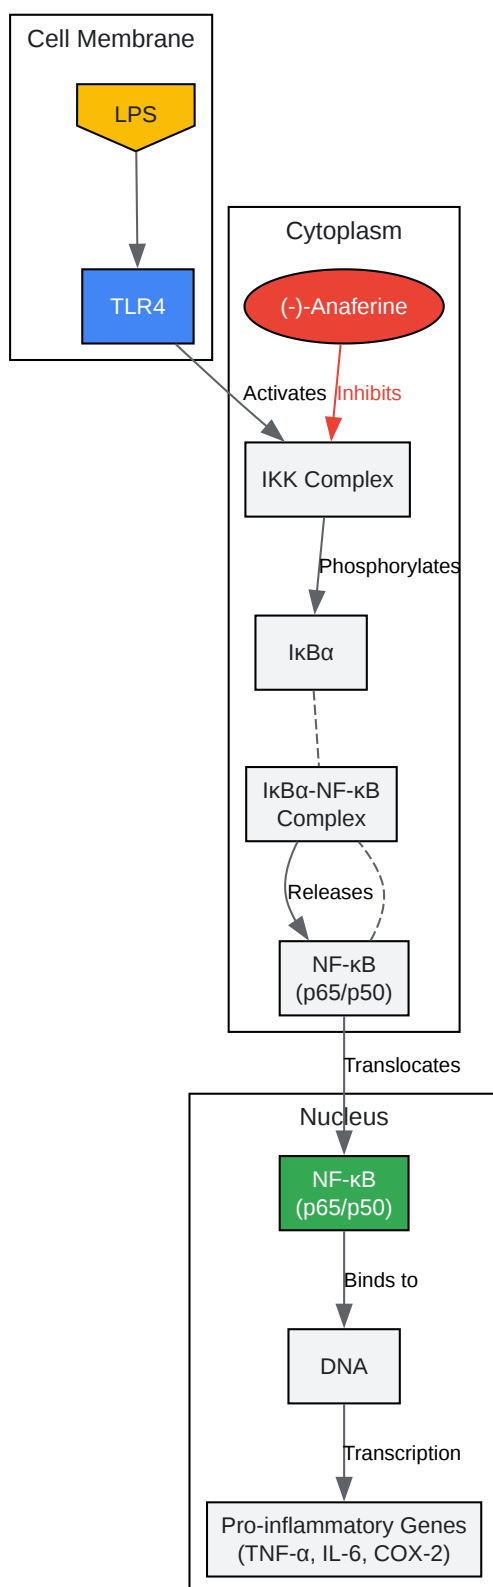 Cell Membrane
LPS
TLR4
Cytoplasm
(-)-Anaferine
Activates
Inhibits
IKK Complex
Phosphorylates
IκBα
IκBα-NF-κB
Complex
Releases
NF-κB
(p65/p50)
Translocates
Nucleus
NF-κB
(p65/p50)
Binds to
DNA
Transcription
Pro-inflammatory Genes
(TNF-α, IL-6, COX-2)